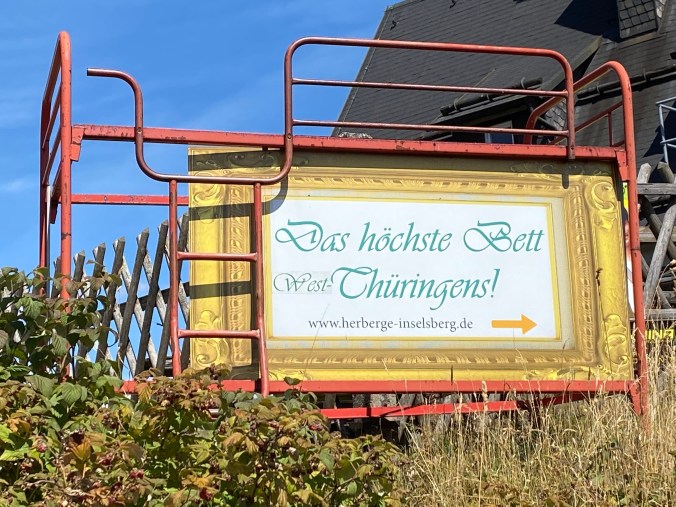 Das höchste Bett
West-Thüringens!
www.herberge-inselsberg.de